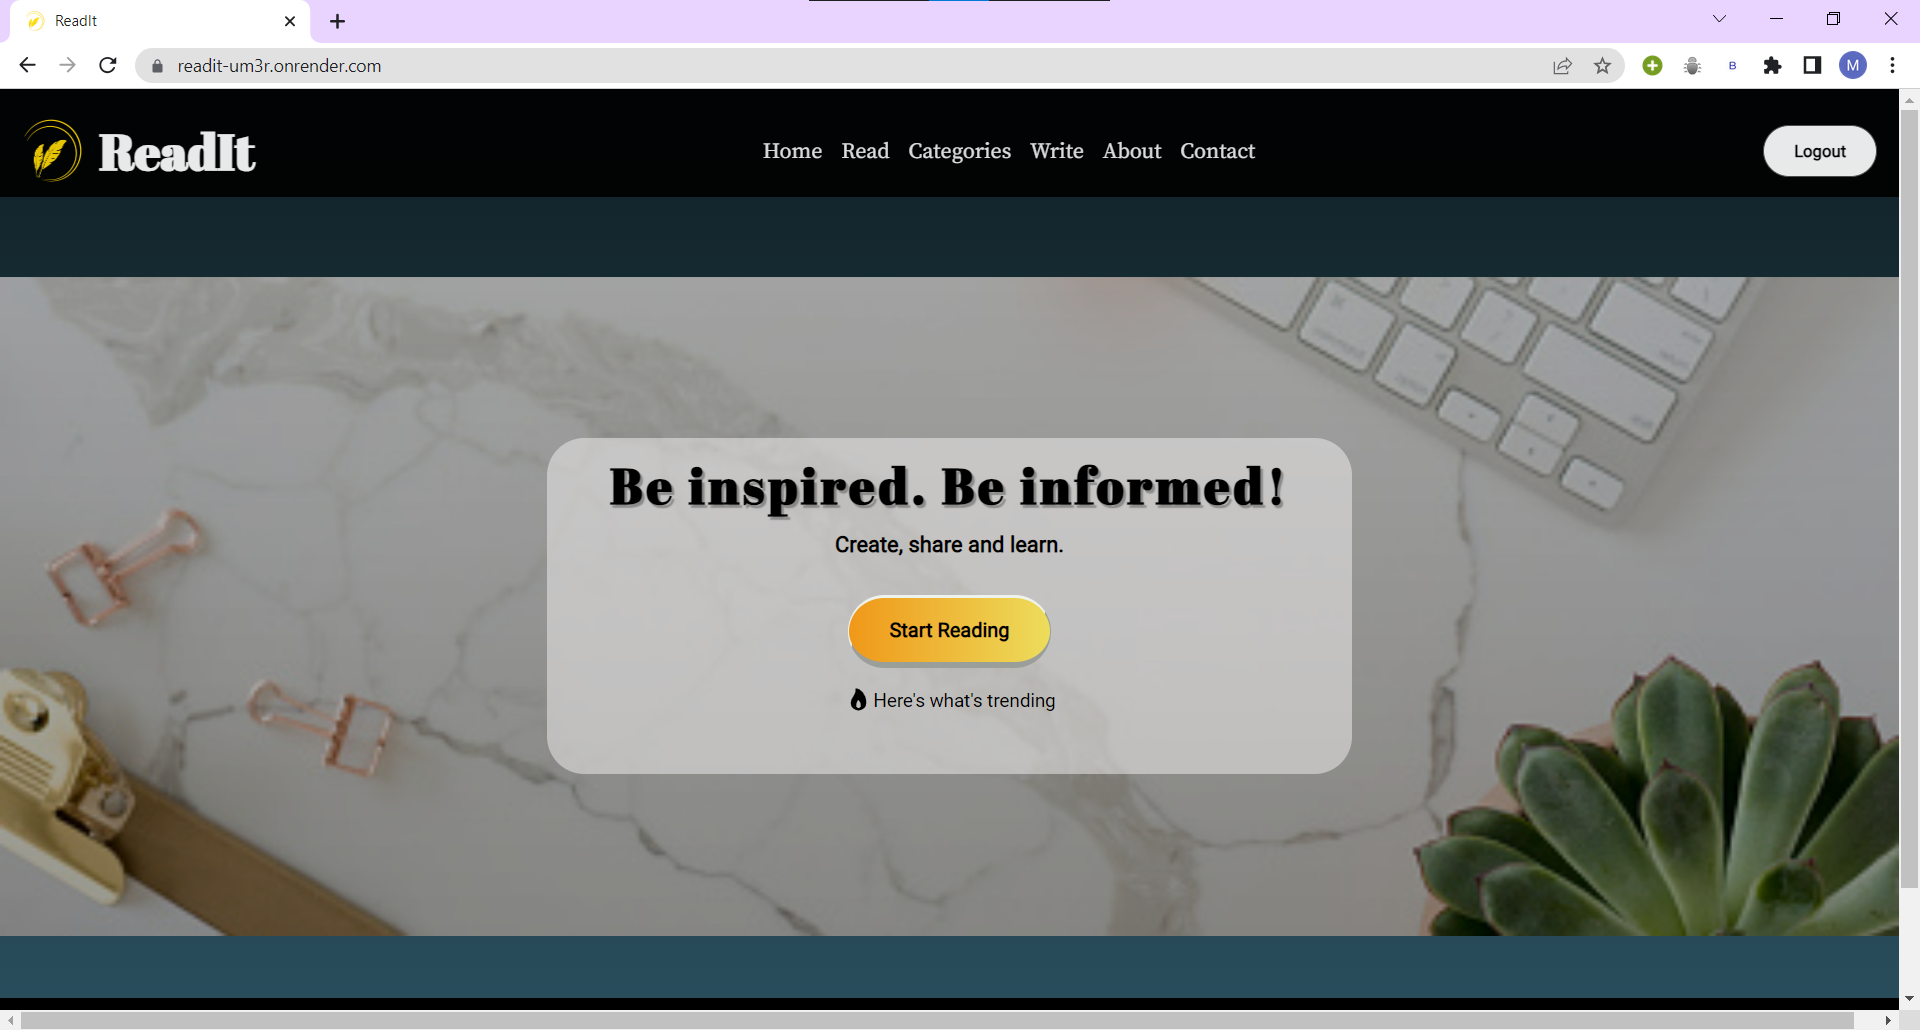 ReadIt
readit-um3r.onrender.com
B
M
ReadIt
Home Read Categories Write About Contact
Logout
Be inspired. Be informed!
Create, share and learn.
Start Reading
Here's what's trending